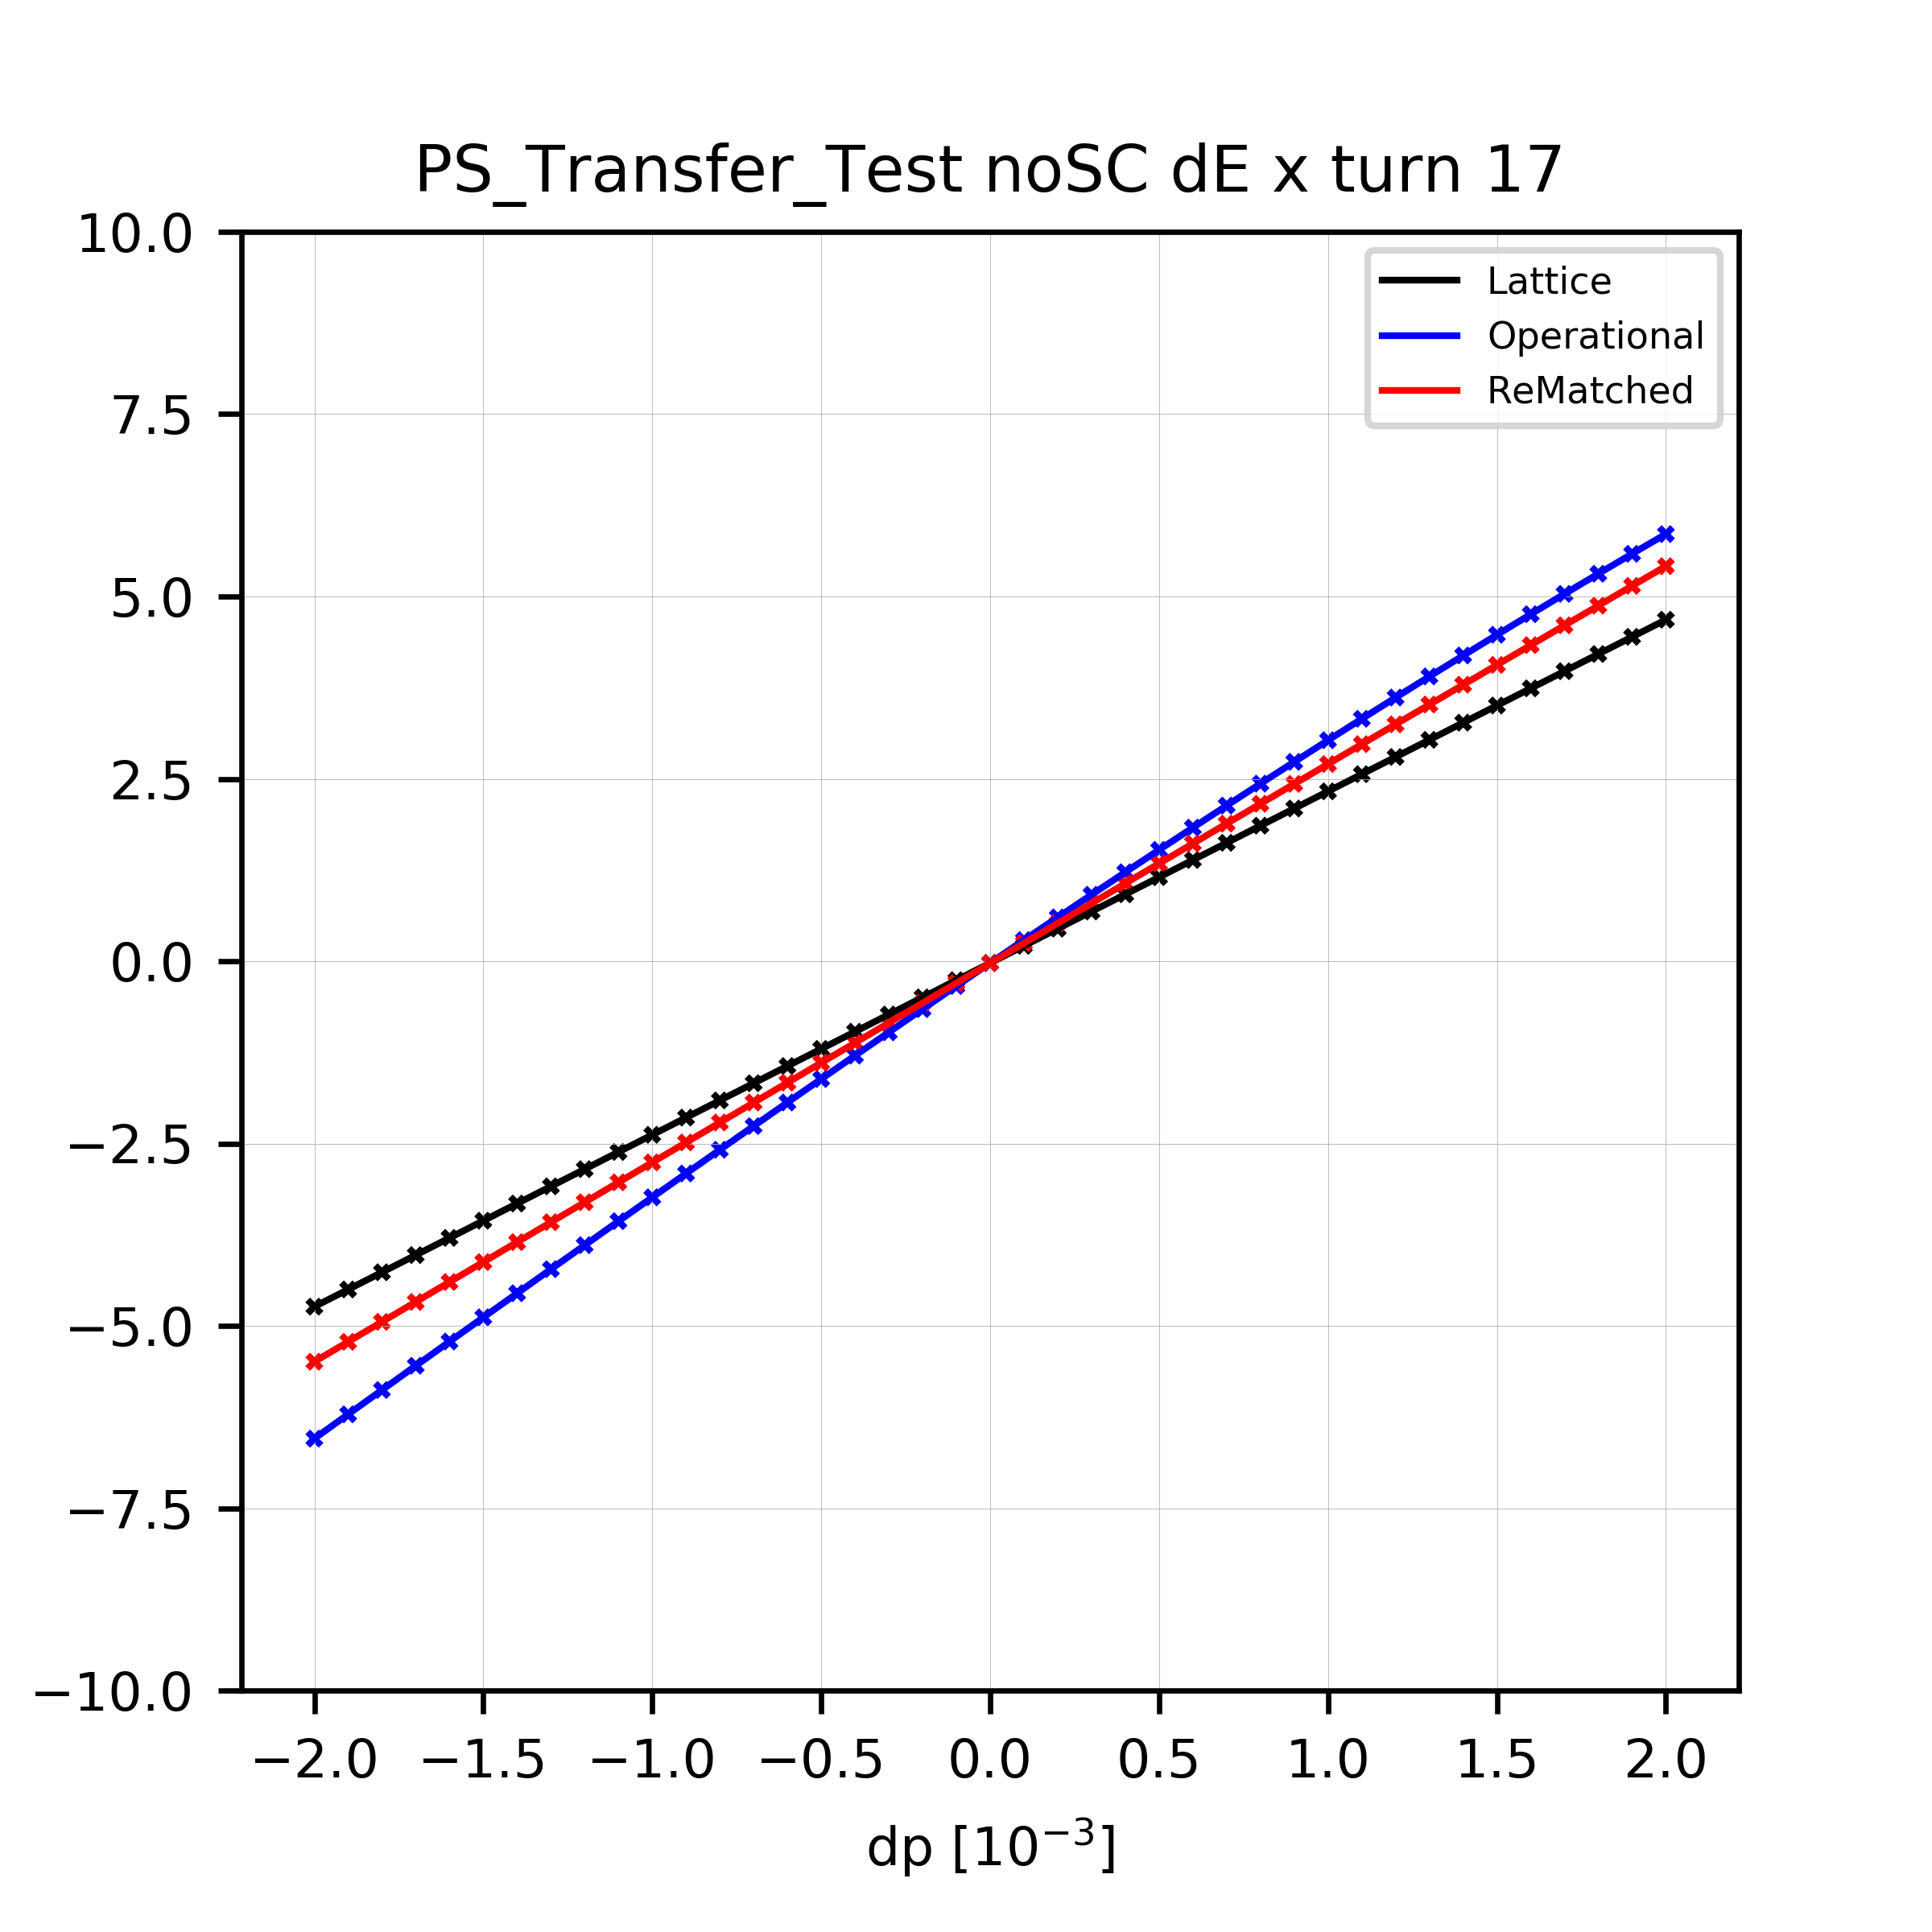 PS_Transfer_Test noSC dE x turn 17
10.0
7.5
5.0
2.5
0.0
−2.5
−5.0
−7.5
−10.0
Lattice
Operational
ReMatched
−2.0 −1.5 −1.0 −0.5 0.0 0.5 1.0 1.5 2.0
dp [10⁻³]